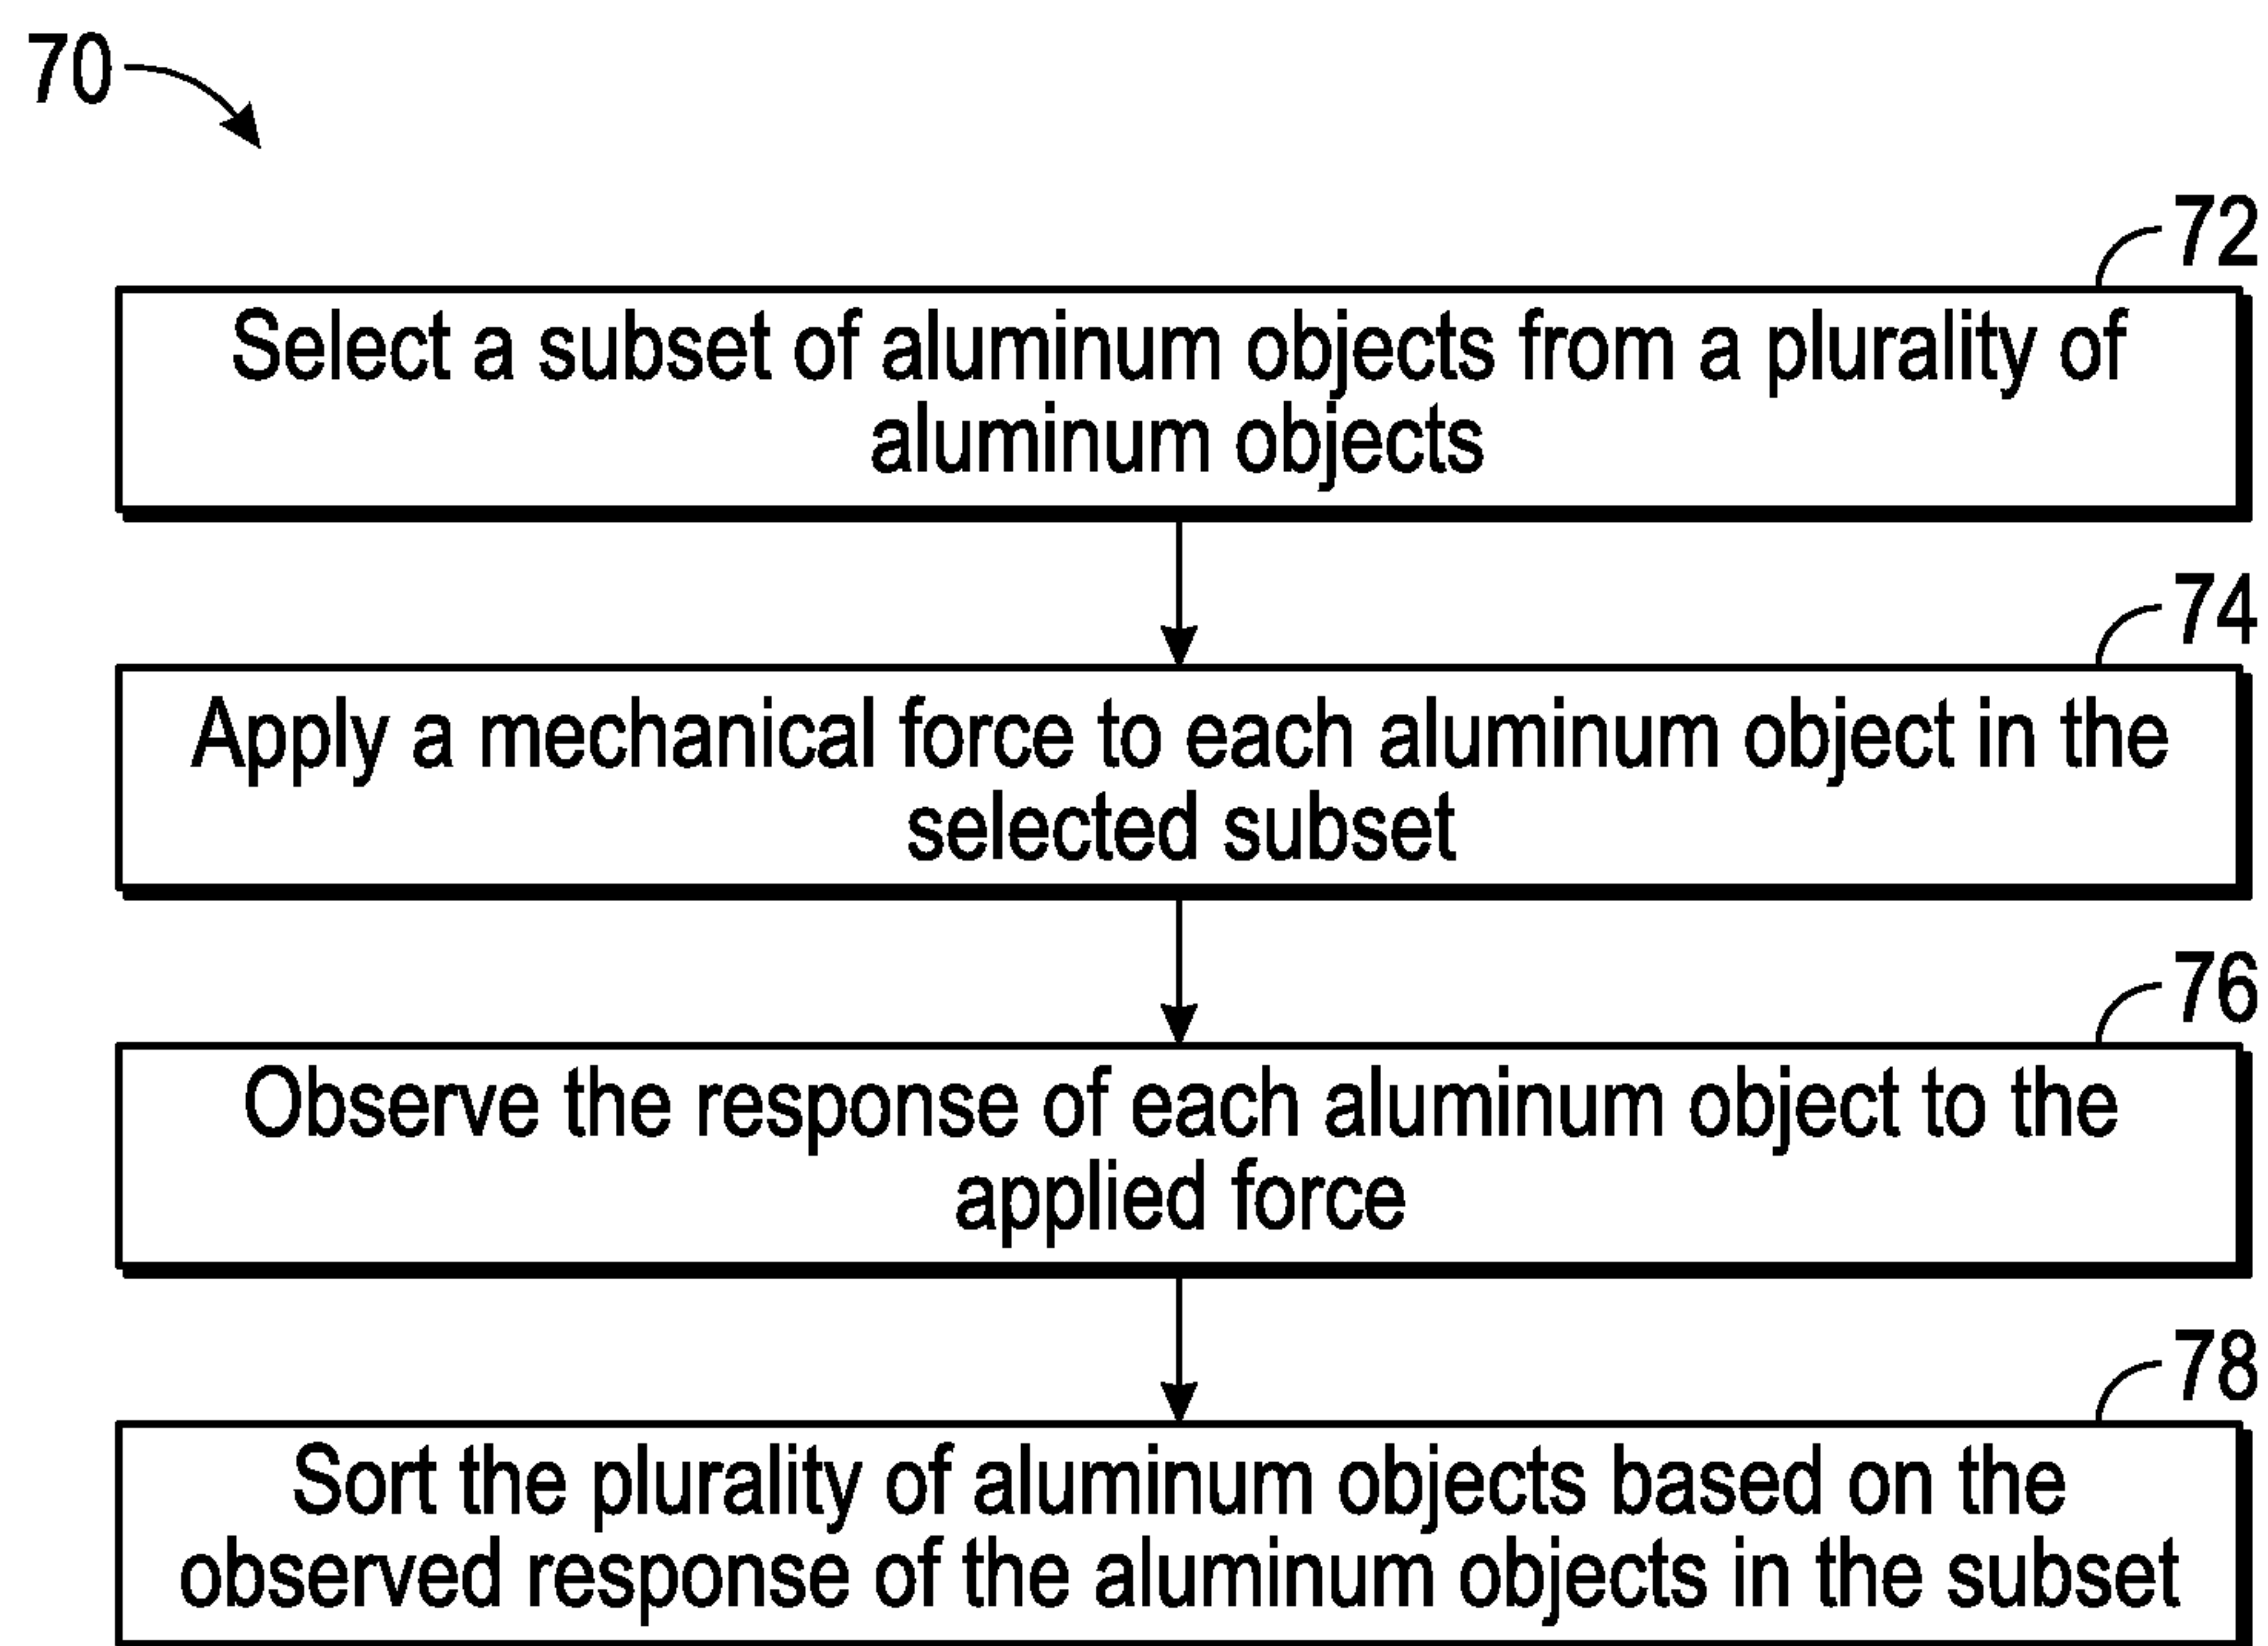 70
72
Select a subset of aluminum objects from a plurality of
aluminum objects
74
Apply a mechanical force to each aluminum object in the
selected subset
76
Observe the response of each aluminum object to the
applied force
78
Sort the plurality of aluminum objects based on the
observed response of the aluminum objects in the subset